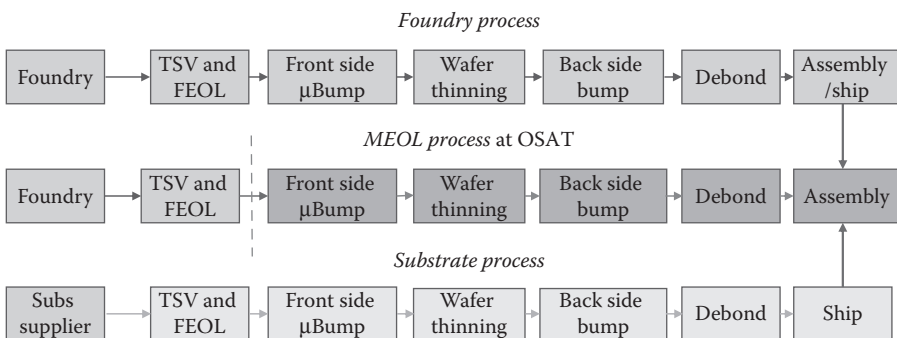 Foundry process
Foundry
TSV and
FEOL
Front side
μBump
Wafer
thinning
Back side
bump
Debond
Assembly
/ship
MEOL process at OSAT
Foundry
TSV and
FEOL
Front side
μBump
Wafer
thinning
Back side
bump
Debond
Assembly
Substrate process
Subs
supplier
TSV and
FEOL
Front side
μBump
Wafer
thinning
Back side
bump
Debond
Ship